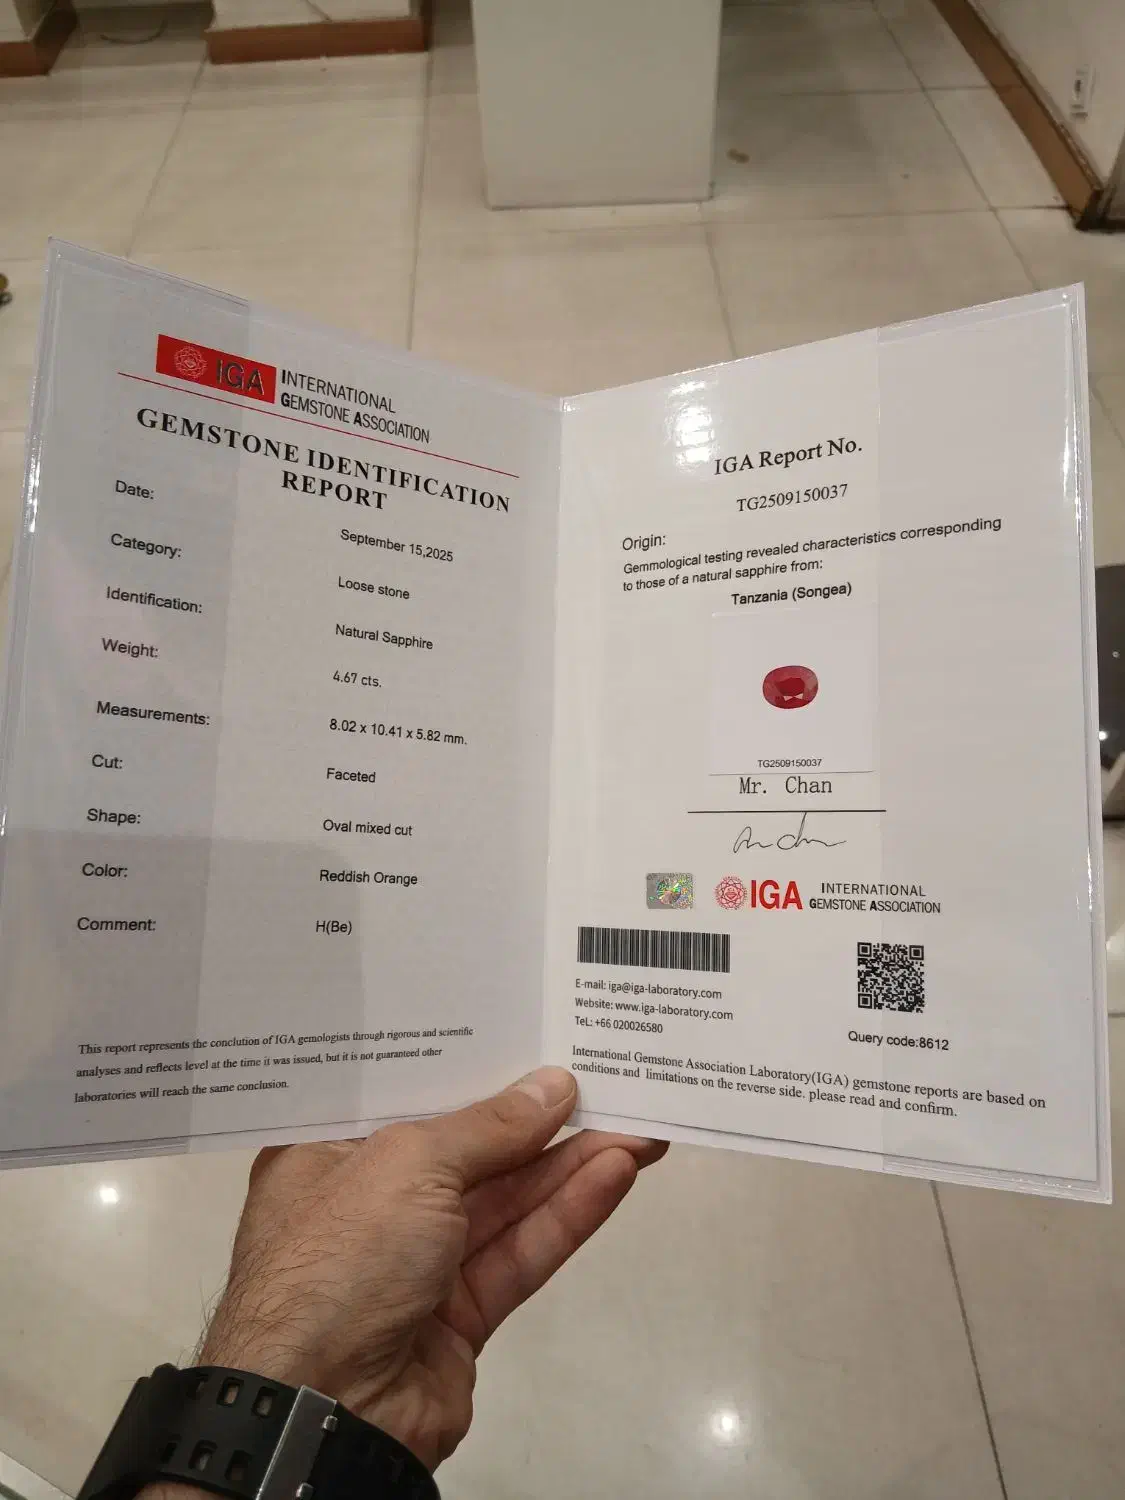 IGA INTERNATIONAL
GEMSTONE ASSOCIATION
GEMSTONE IDENTIFICATION
REPORT
Date: September 15,2025
Category: Loose stone
Identification: Natural Sapphire
Weight: 4.67 cts.
Measurements: 8.02 x 10.41 x 5.82 mm.
Cut: Faceted
Shape: Oval mixed cut
Color: Reddish Orange
Comment: H(Be)
This report represents the conclution of IGA gemologists through rigorous and scientific
analyses and reflects level at the time it was issued, but it is not guaranteed other
laboratories will reach the same conclusion.
IGA Report No.
TG2509150037
Origin:
Gemmological testing revealed characteristics corresponding
to those of a natural sapphire from:
Tanzania (Songea)
TG2509150037
Mr. Chan
IGA INTERNATIONAL
GEMSTONE ASSOCIATION
E-mail: iga@iga-laboratory.com
Website: www.iga-laboratory.com
TeL: +66 020026580
Query code:8612
International Gemstone Association Laboratory(IGA) gemstone reports are based on
conditions and limitations on the reverse side. please read and confirm.